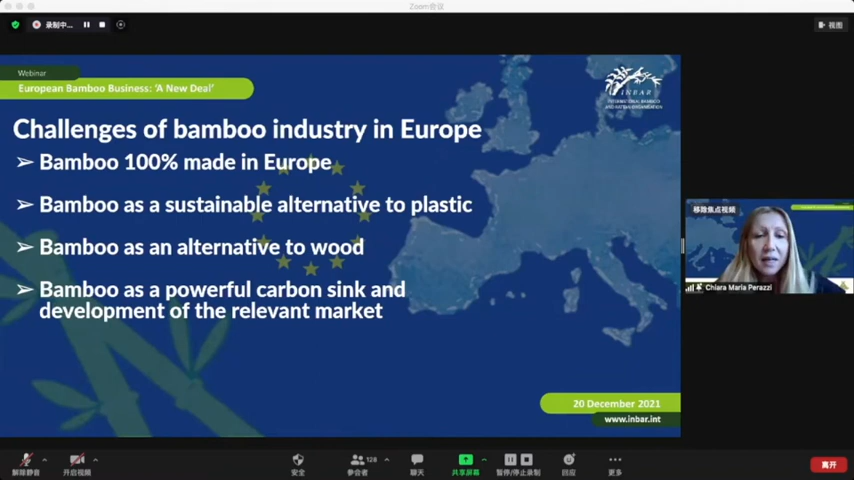 Zoom会议
录制中...
视图
Webinar
European Bamboo Business: 'A New Deal'
INBAR
INTERNATIONAL BAMBOO
AND RATTAN ORGANISATION
Challenges of bamboo industry in Europe
➢ Bamboo 100% made in Europe
➢ Bamboo as a sustainable alternative to plastic
➢ Bamboo as an alternative to wood
➢ Bamboo as a powerful carbon sink and
development of the relevant market
移除焦点视频
Chiara Maria Perazzi
20 December 2021
www.inbar.int
解除静音
开启视频
安全
128
参会者
聊天
共享屏幕
暂停/停止录制
回应
更多
离开